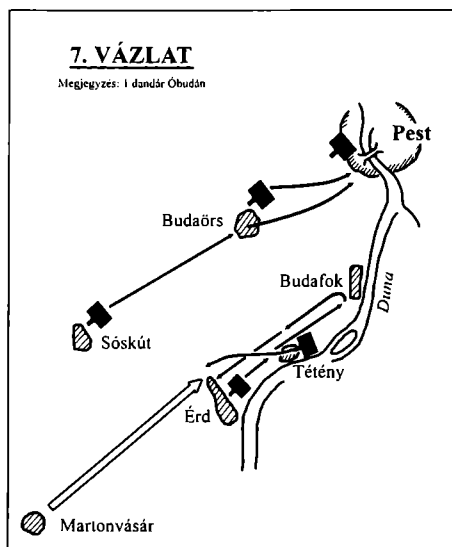 7. VÁZLAT
Megjegyzés: 1 dandár Óbudán
Pest
Budaörs
Budafok
Duna
Sóskút
Tétény
Érd
Martonvásár